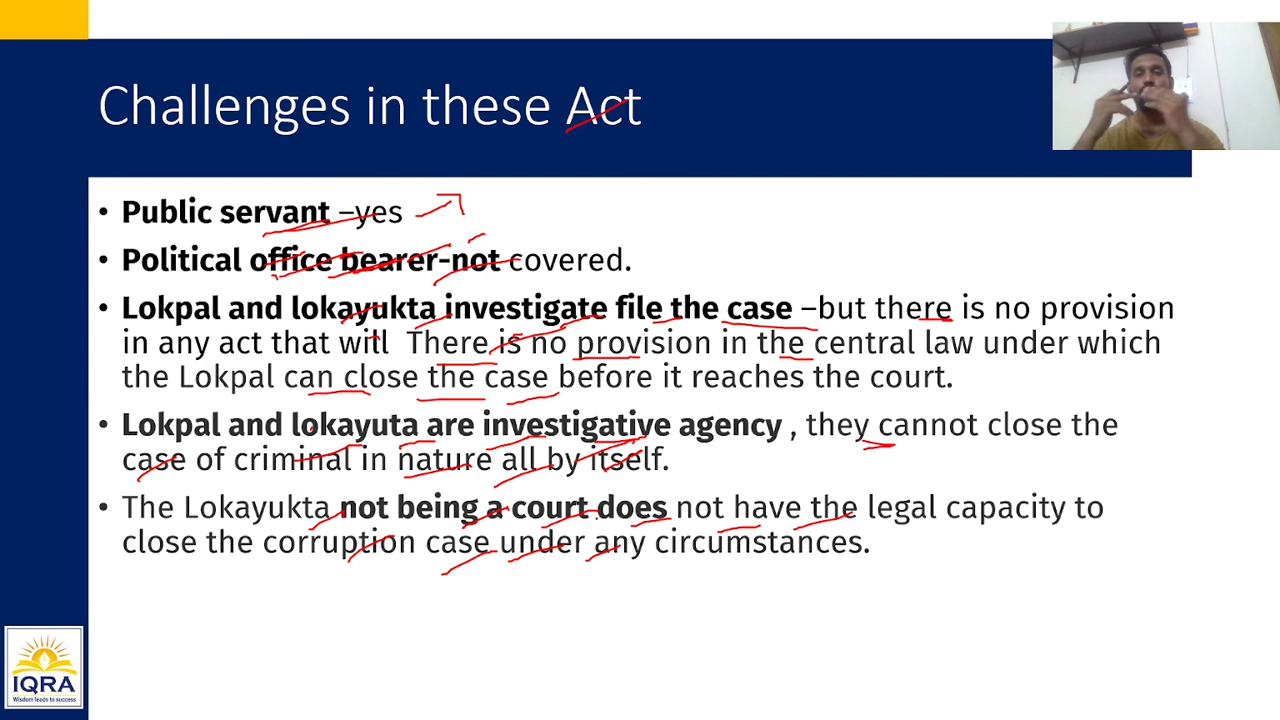 Challenges in these Act
• Public servant –yes
• Political office bearer-not covered.
• Lokpal and lokayukta investigate file the case –but there is no provision
in any act that will There is no provision in the central law under which
the Lokpal can close the case before it reaches the court.
• Lokpal and lokayuta are investigative agency , they cannot close the
case of criminal in nature all by itself.
• The Lokayukta not being a court does not have the legal capacity to
close the corruption case under any circumstances.
IQRA
Wisdom leads to success